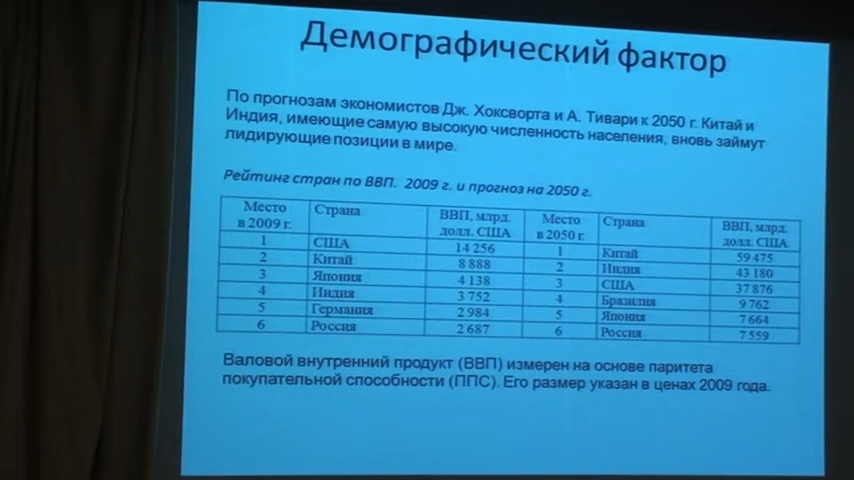 Демографический фактор
По прогнозам экономистов Дж. Хоксворта и А. Тивари к 2050 г. Китай и
Индия, имеющие самую высокую численность населения, вновь займут
лидирующие позиции в мире.
Рейтинг стран по ВВП. 2009 г. и прогноз на 2050 г.
Место в 2009 г. Страна ВВП, млрд. долл. США Место в 2050 г. Страна ВВП, млрд. долл. США
1 США 14 256 1 Китай 59 475
2 Китай 8 888 2 Индия 43 180
3 Япония 4 138 3 США 37 876
4 Индия 3 752 4 Бразилия 9 762
5 Германия 2 984 5 Япония 7 664
6 Россия 2 687 6 Россия 7 559
Валовой внутренний продукт (ВВП) измерен на основе паритета
покупательной способности (ППС). Его размер указан в ценах 2009 года.